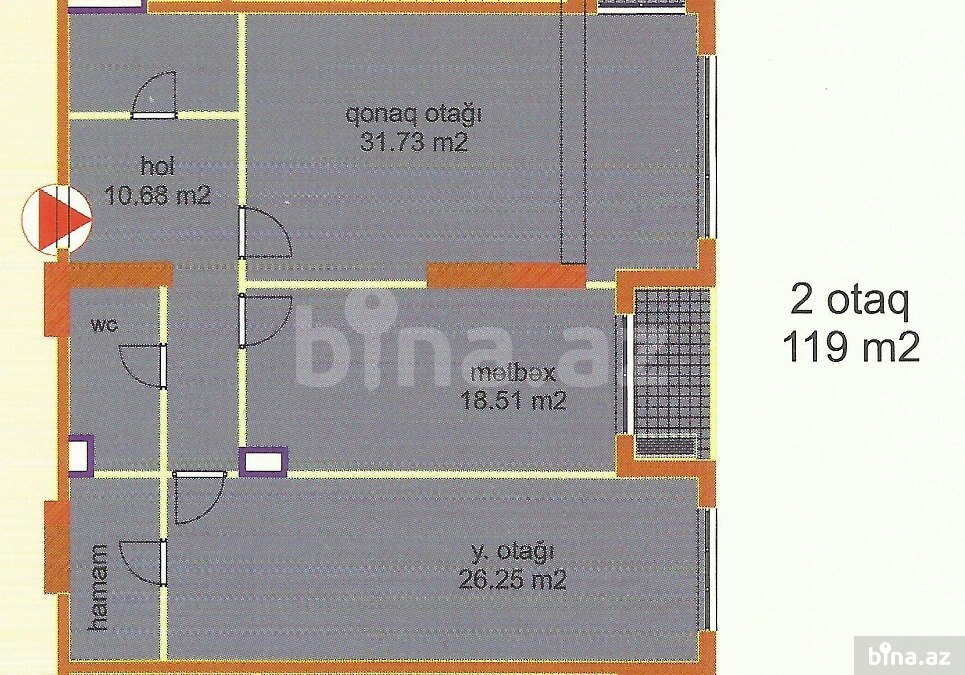 qonaq otağı
31.73 m2
hol
10.68 m2
wc
mətbəx
18.51 m2
y. otağı
26.25 m2
hamam
2 otaq
119 m2
bina.az
bina.az